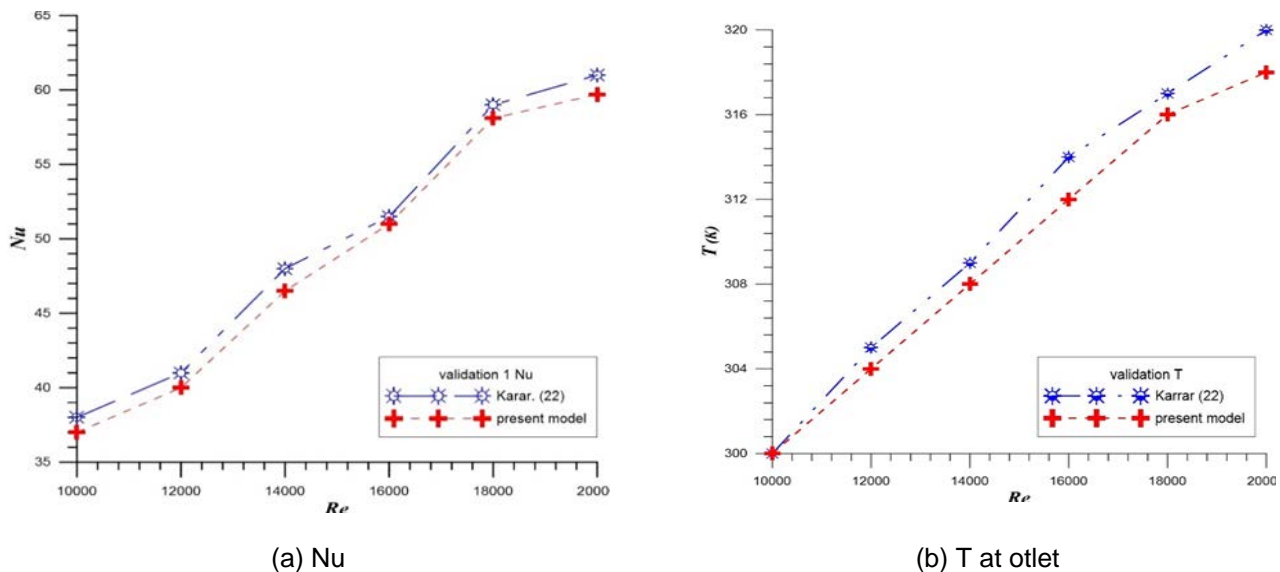 65
60
55
50
45
40
35
Nu
validation 1 Nu
Karar. (22)
present model
10000 12000 14000 16000 18000 2000
Re
(a) Nu
320
316
312
308
304
300
T (K)
validation T
Karrar (22)
present model
10000 12000 14000 16000 18000 2000
Re
(b) T at otlet